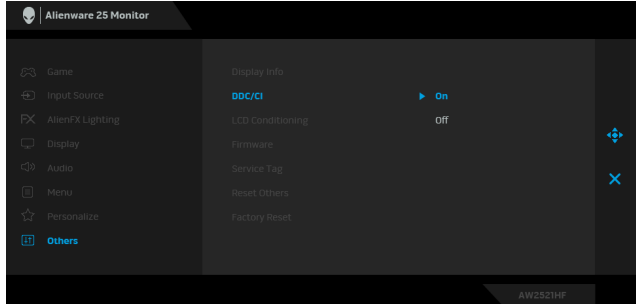 Alienware 25 Monitor
Game
Display Info
Input Source
DDC/CI
On
AlienFX Lighting
LCD Conditioning
Off
Display
Firmware
Audio
Service Tag
Menu
Reset Others
Personalize
Factory Reset
Others
AW2521HF